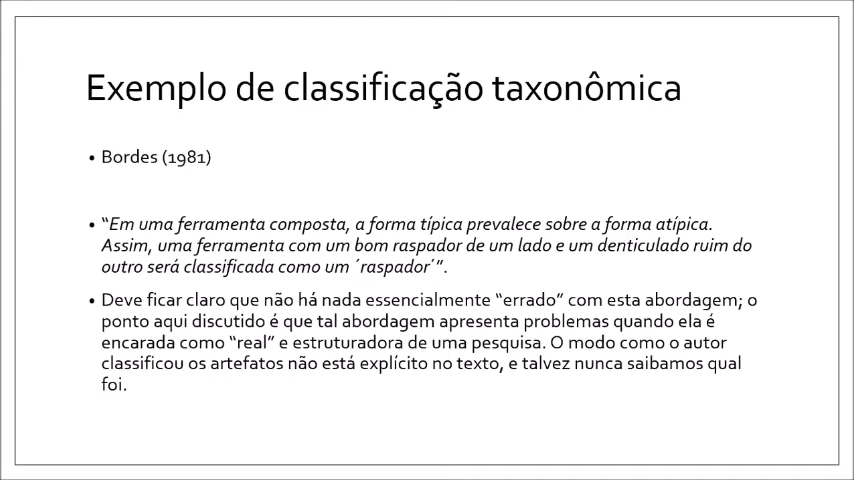 Exemplo de classificação taxonômica
• Bordes (1981)
• “Em uma ferramenta composta, a forma típica prevalece sobre a forma atípica.
Assim, uma ferramenta com um bom raspador de um lado e um denticulado ruim do
outro será classificada como um ´raspador´”.
• Deve ficar claro que não há nada essencialmente “errado” com esta abordagem; o
ponto aqui discutido é que tal abordagem apresenta problemas quando ela é
encarada como “real” e estruturadora de uma pesquisa. O modo como o autor
classificou os artefatos não está explícito no texto, e talvez nunca saibamos qual
foi.